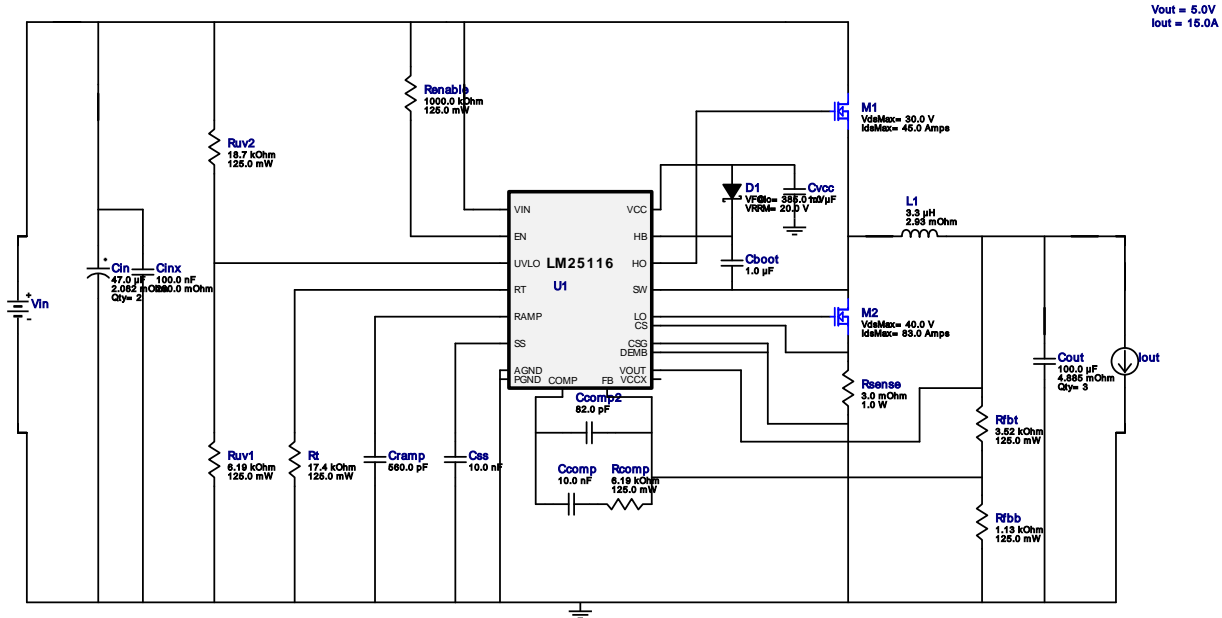 Vout = 5.0V
Iout = 15.0A
Renable
1000.0 kOhm
125.0 mW
M1
VdsMax= 30.0 V
IdsMax= 45.0 Amps
Ruv2
18.7 kOhm
125.0 mW
D1
VRRM= 20.0 V
Cvcc
L1
3.3 µH
2.93 mOhm
VIN
EN
UVLO
RT
RAMP
SS
AGND
PGND
COMP
FB
LM25116
U1
VCC
HB
HO
SW
LO
CS
CSG
DEMB
VOUT
VCCX
Cboot
1.0 µF
Vin
+
-
Cin
47.0 µF
2.082 mOhm
Qty= 2
Cinx
100.0 nF
M2
VdsMax= 40.0 V
IdsMax= 83.0 Amps
Rsense
3.0 mOhm
1.0 W
Cout
100.0 µF
4.885 mOhm
Qty= 3
Iout
Ccomp2
82.0 pF
Rfbt
3.52 kOhm
125.0 mW
Ruv1
6.19 kOhm
125.0 mW
Rt
17.4 kOhm
125.0 mW
Cramp
560.0 pF
Css
10.0 nF
Ccomp
10.0 nF
Rcomp
6.19 kOhm
125.0 mW
Rfbb
1.13 kOhm
125.0 mW